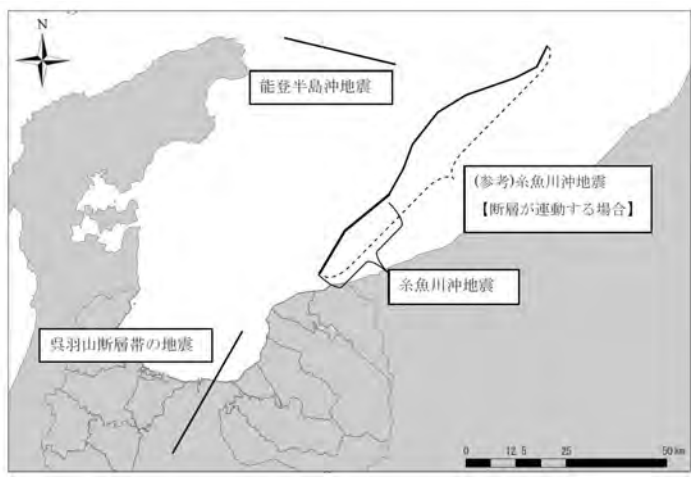 N
能登半島沖地震
(参考)糸魚川沖地震
【断層が連動する場合】
糸魚川沖地震
呉羽山断層帯の地震
0 12.5 25 50 km